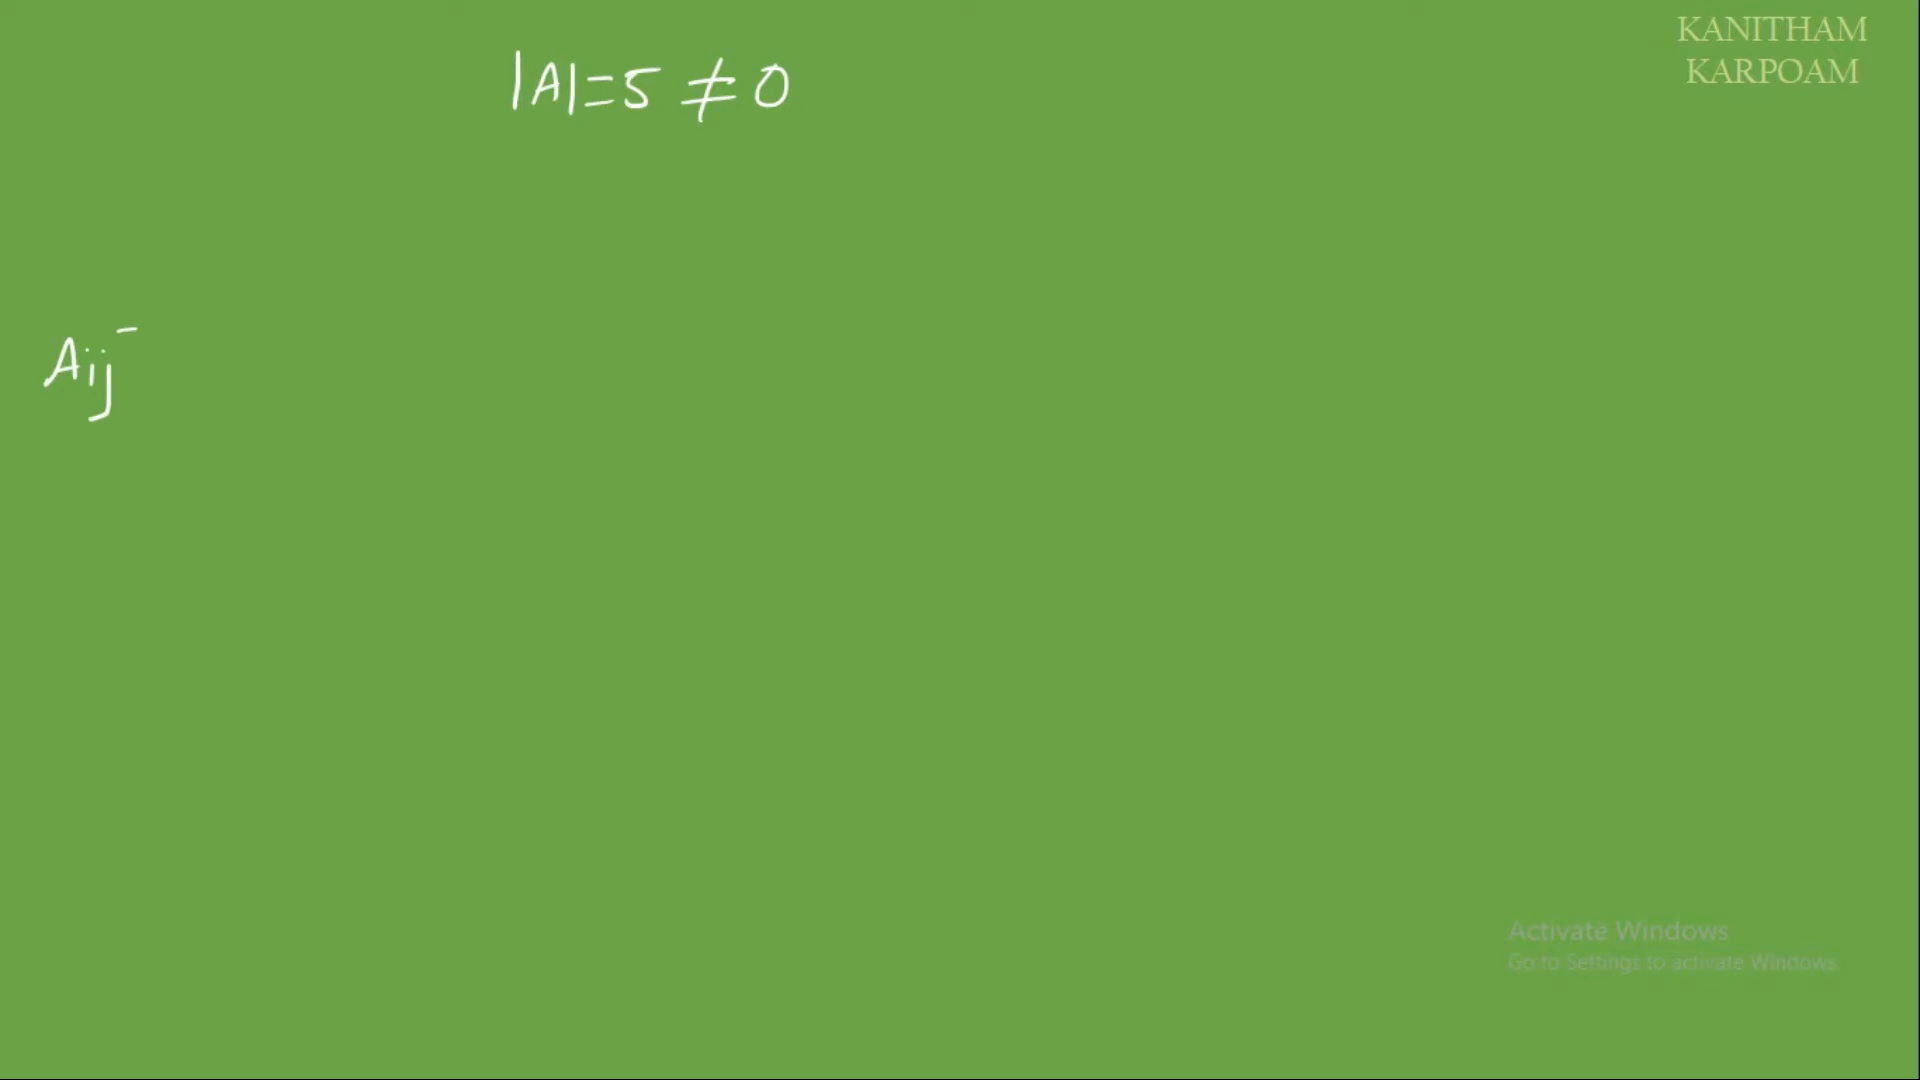 KANITHAM
KARPOAM
|A|=5 ≠ 0
Aij -
Activate Windows
Go to Settings to activate Windows.